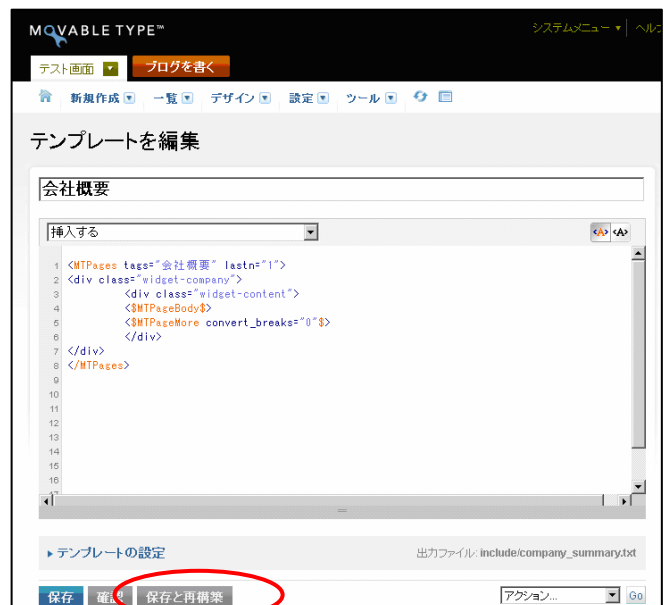 MOVABLE TYPE™
システムメニュー ヘル
テスト画面 ブログを書く
新規作成 一覧 デザイン 設定 ツール
テンプレートを編集
会社概要
挿入する <A> <A>
1 <MTPages tags="会社概要" lastn="1">
2 <div class="widget-company">
3 <div class="widget-content">
4 <$MTPageBody$>
5 <$MTPageMore convert_breaks="0"$>
6 </div>
7 </div>
8 </MTPages>
9
10
11
12
13
14
15
16
17
テンプレートの設定 出力ファイル: include/company_summary.txt
保存 確認 保存と再構築 アクション... Go